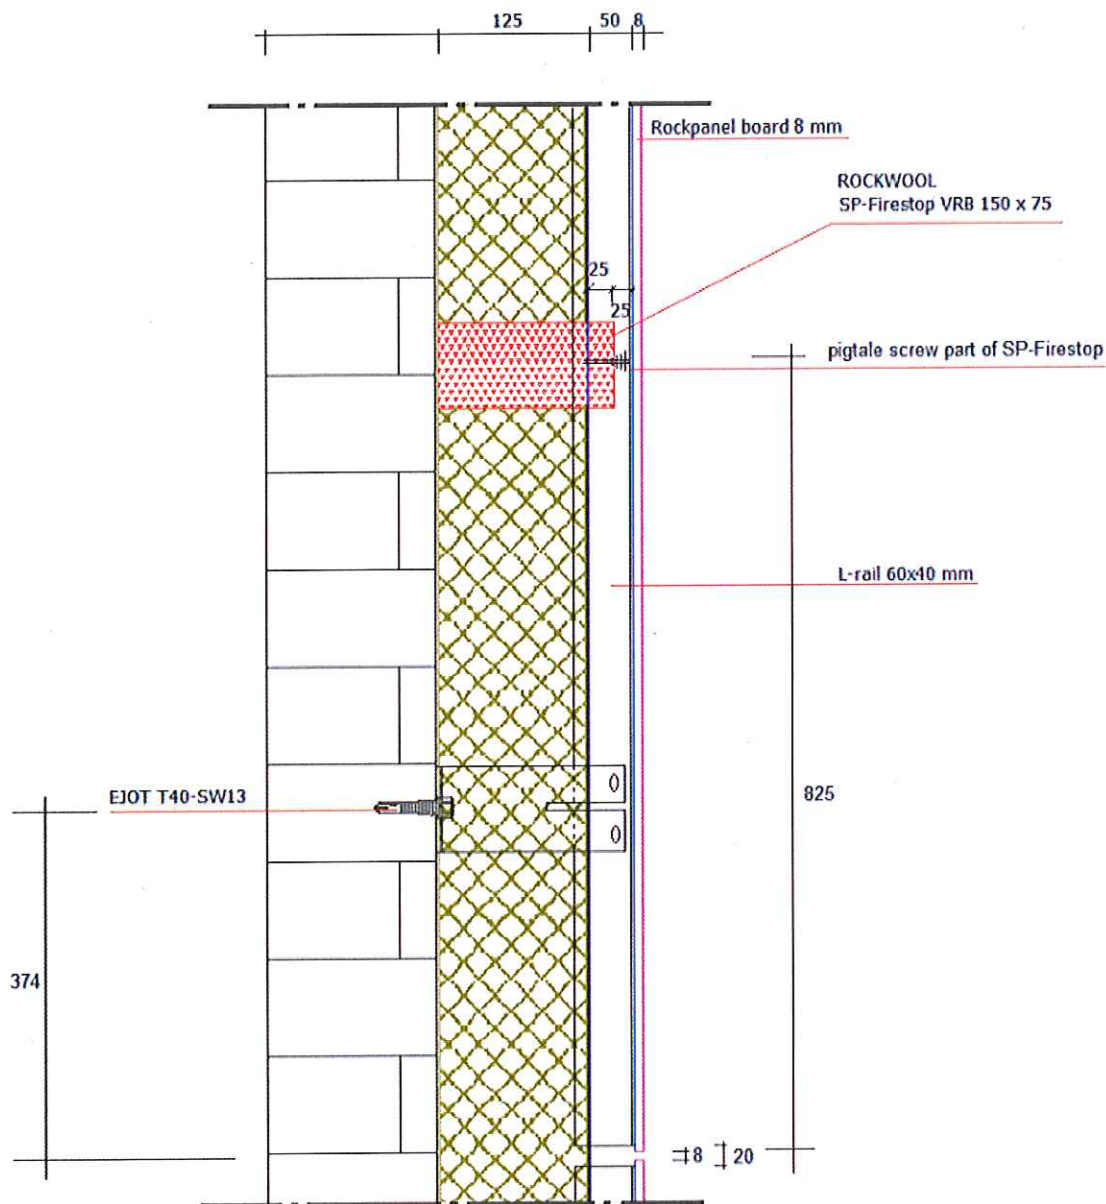 125
50
8
Rockpanel board 8 mm
ROCKWOOL
SP-Firestop VRB 150 x 75
25
25
pigtale screw part of SP-Firestop
L-rail 60x40 mm
EJOT T40-SW13
825
374
8
20